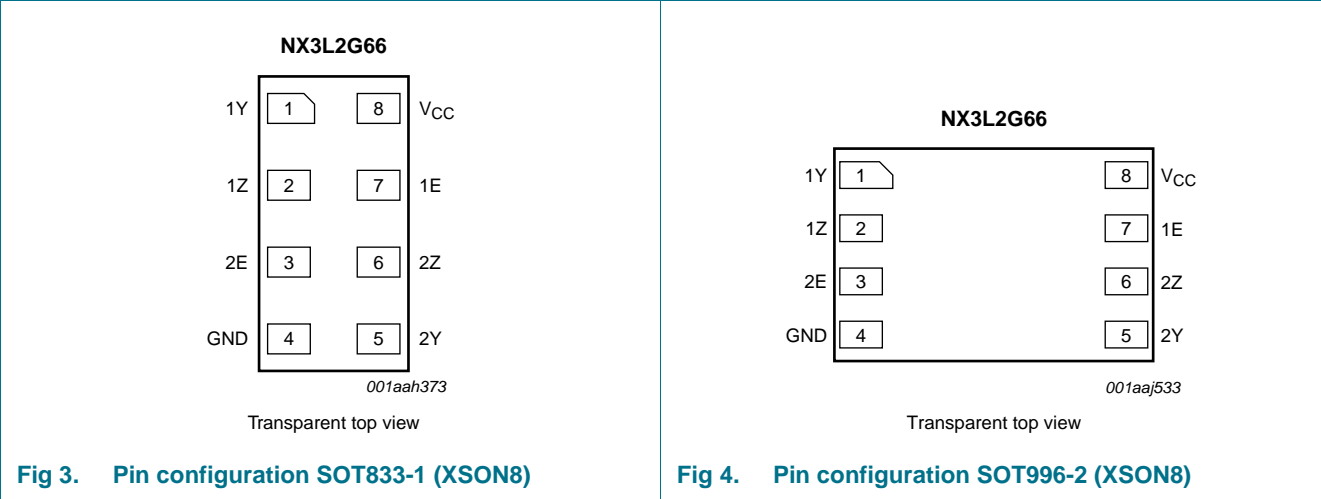 NX3L2G66
1Y 1 8 VCC
1Z 2 7 1E
2E 3 6 2Z
GND 4 5 2Y
001aah373
Transparent top view
Fig 3. Pin configuration SOT833-1 (XSON8)
NX3L2G66
1Y 1 8 VCC
1Z 2 7 1E
2E 3 6 2Z
GND 4 5 2Y
001aaj533
Transparent top view
Fig 4. Pin configuration SOT996-2 (XSON8)